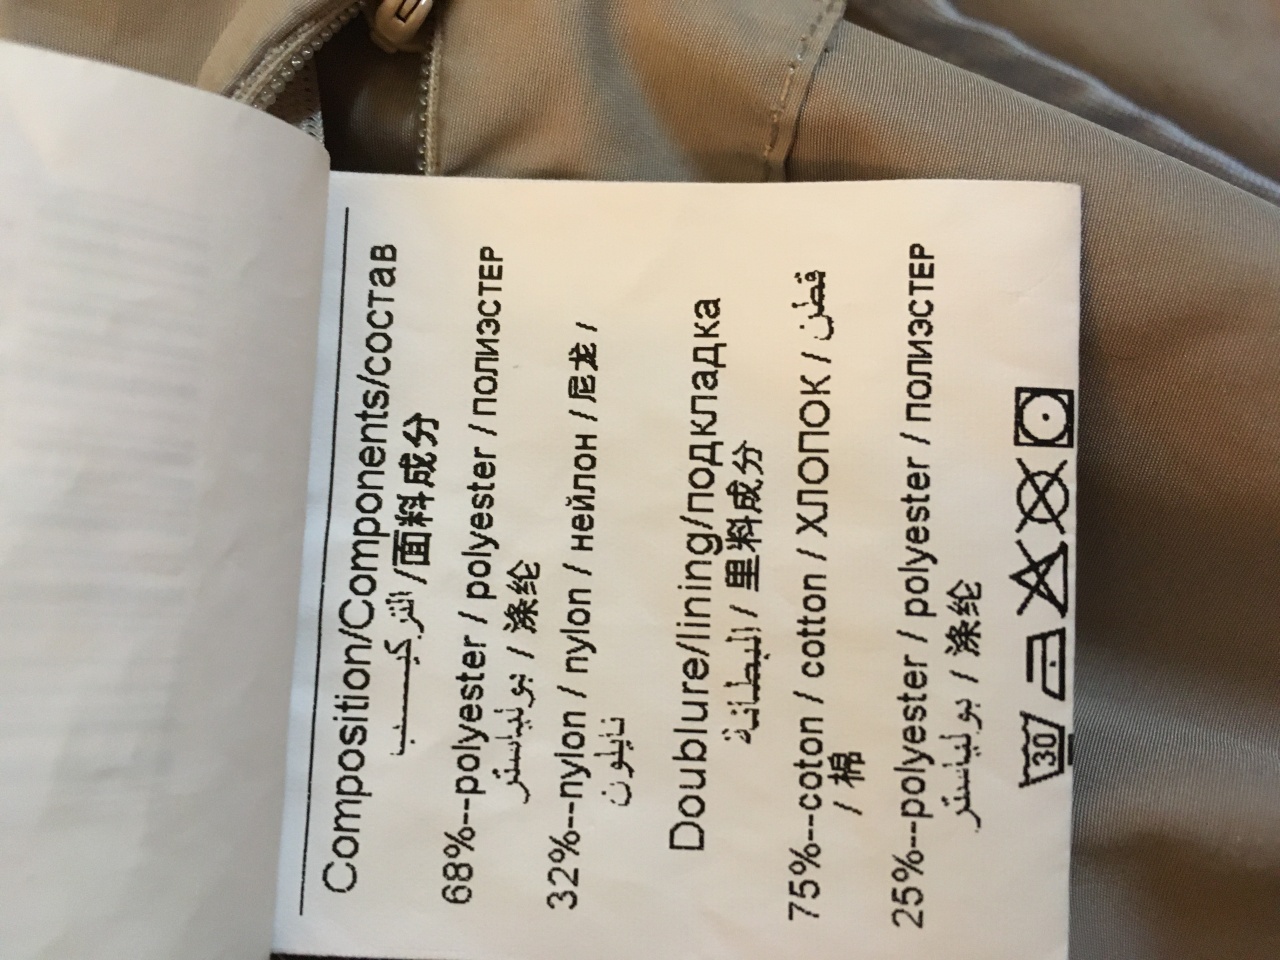 Composition/Components/состав
التركيب / 面料成分
68%--polyester / polyester / полиэстер
بوليستر / 涤纶
32%--nylon / nylon / нейлон / 尼龙 /
نايلون
Doublure/lining/подкладка
البطانة / 里料成分
75%--coton / cotton / хлопок / قطن
/ 棉
25%--polyester / polyester / полиэстер
بوليستر / 涤纶
30